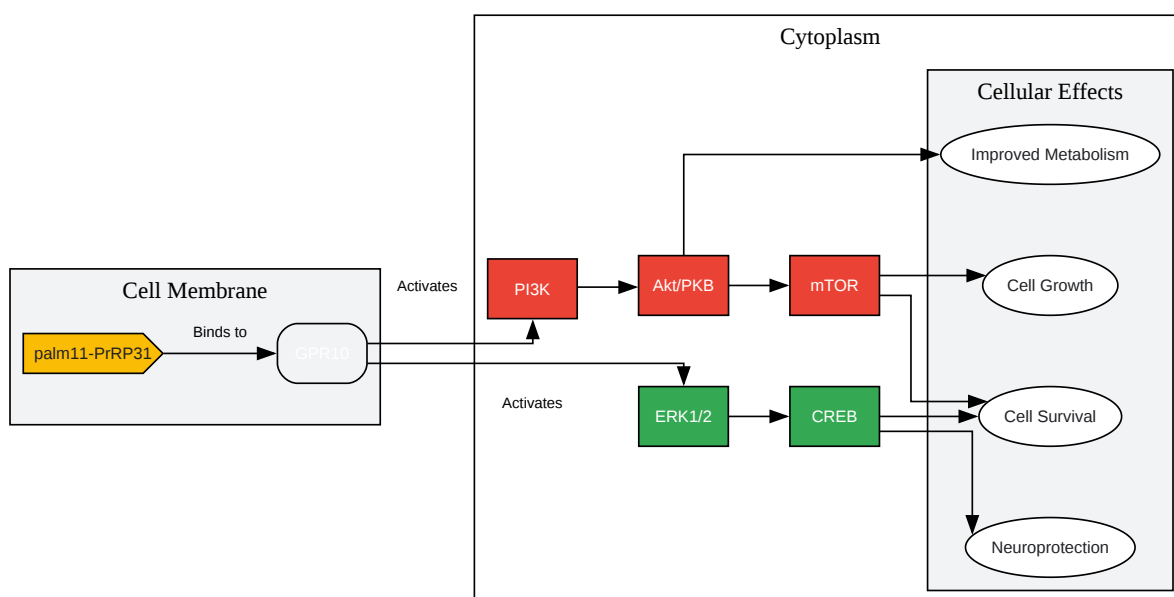 Cytoplasm
Cellular Effects
Improved Metabolism
Cell Membrane
Activates
PI3K
Akt/PKB
mTOR
Cell Growth
palm11-PrRP31
Binds to
GPR10
Activates
ERK1/2
CREB
Cell Survival
Neuroprotection